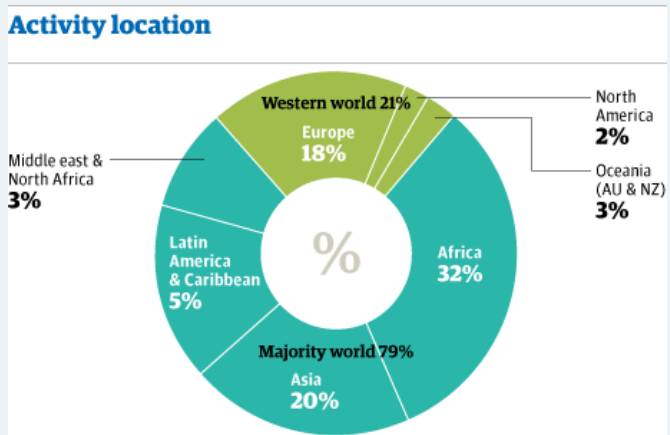 Activity location
Western world 21%
Europe
18%
North
America
2%
Oceania
(AU & NZ)
3%
Middle east &
North Africa
3%
Latin
America
& Caribbean
5%
%
Africa
32%
Majority world 79%
Asia
20%